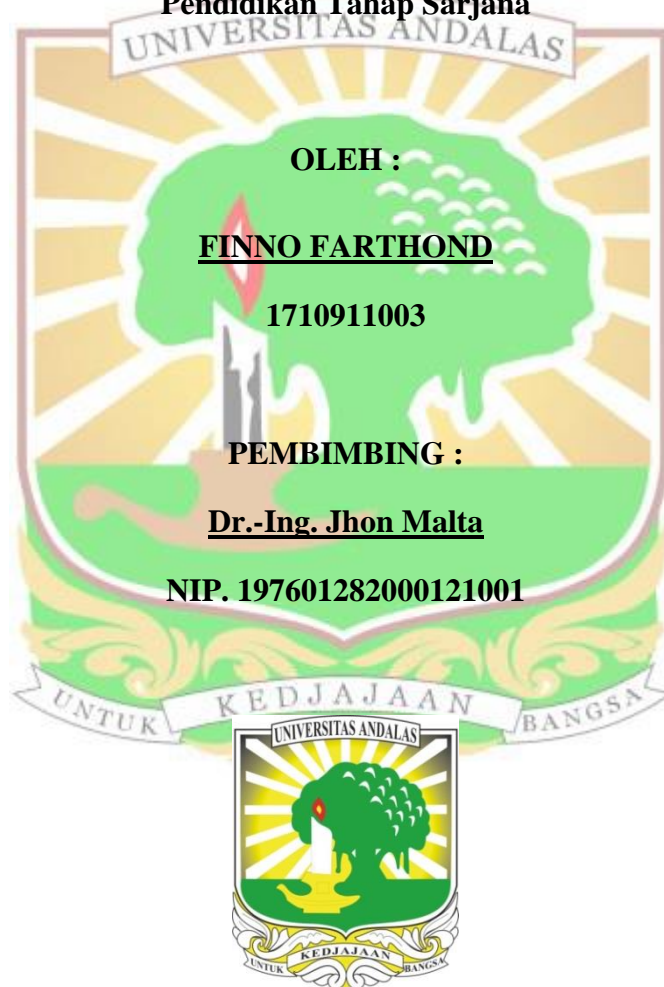 Pendidikan Tahap Sarjana
UNIVERSITAS ANDALAS
OLEH :
FINNO FARTHOND
1710911003
PEMBIMBING :
Dr.-Ing. Jhon Malta
NIP. 197601282000121001
UNTUK KEDJAJAAN BANGSA
UNIVERSITAS ANDALAS
UNTUK KEDJAJAAN BANGSA